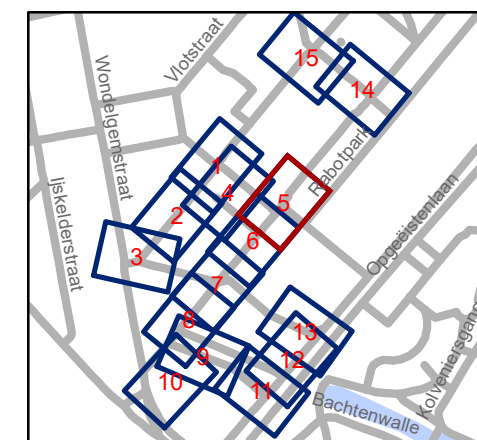 15
14
Vlotstraat
Wondelgemstraat
Rabotpark
1
4
5
Ijskelderstraat
2
Opgeëistenlaan
3
6
7
8
13
9
12
10
11
Kolveniersgang
Bachtenwalle